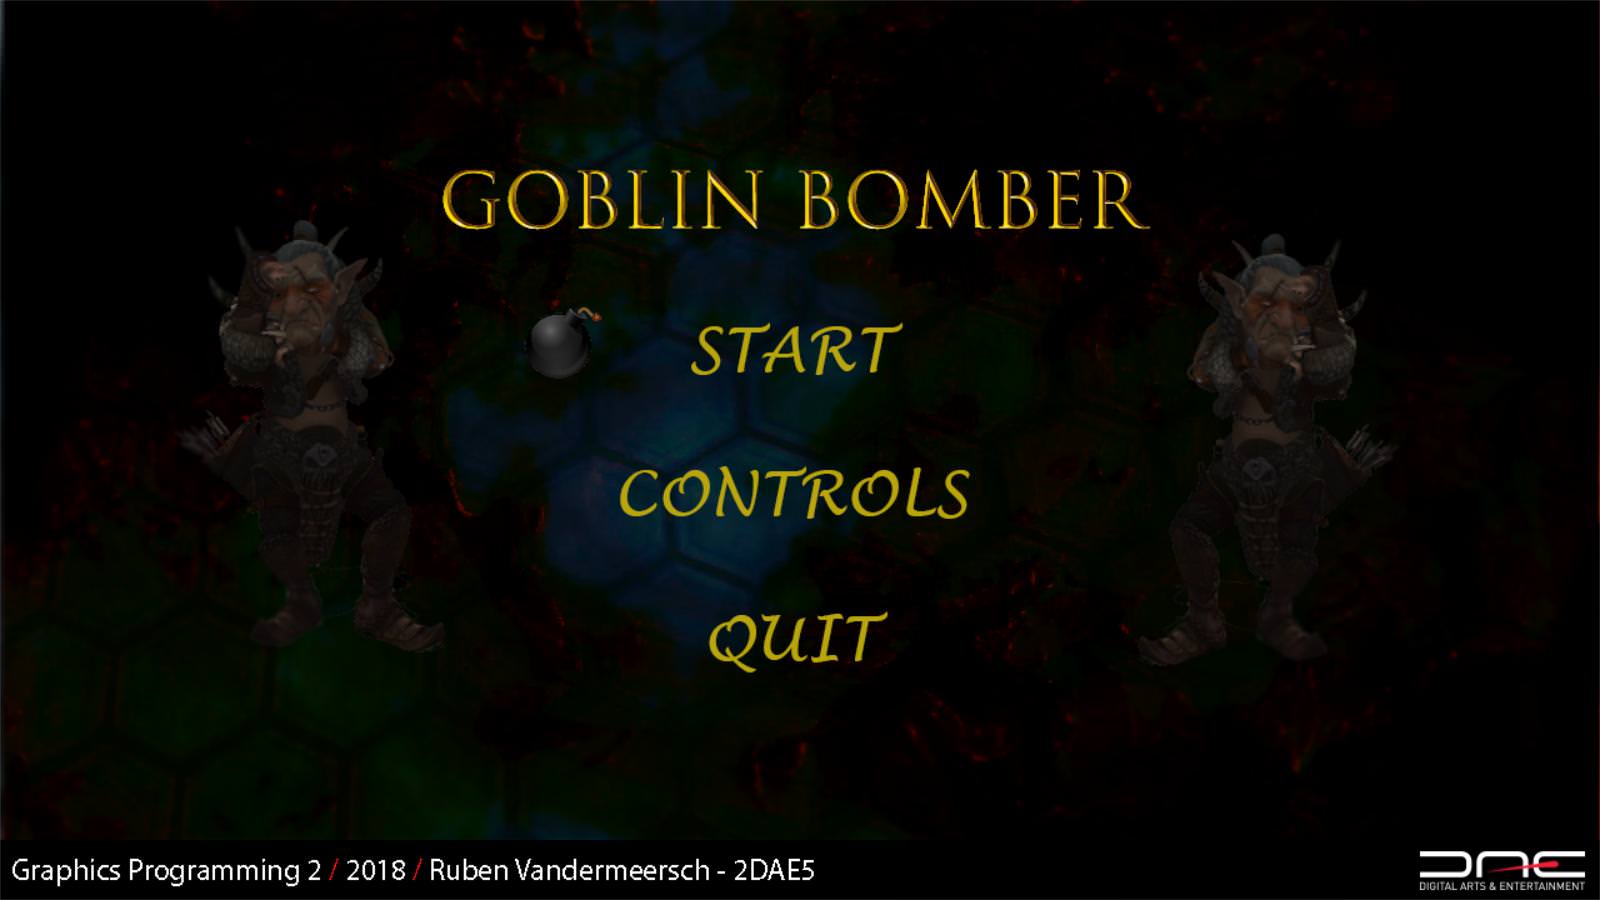 GOBLIN BOMBER
START
CONTROLS
QUIT
Graphics Programming 2 / 2018 / Ruben Vandermeersch - 2DAE5
DAE
DIGITAL ARTS & ENTERTAINMENT